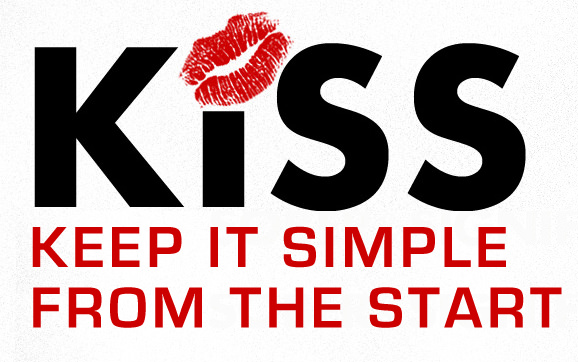 KiSS
KEEP IT SIMPLE
FROM THE START